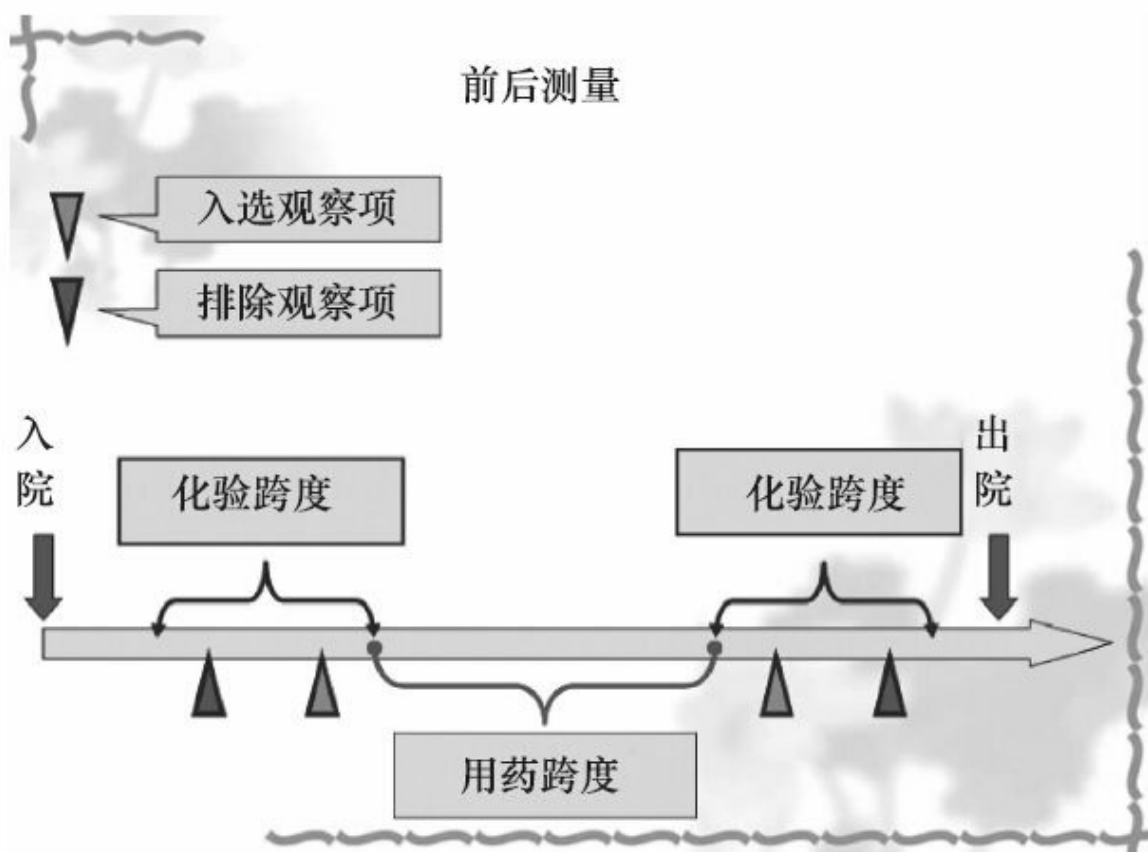 前后测量
入选观察项
排除观察项
入院
化验跨度
化验跨度
出院
用药跨度